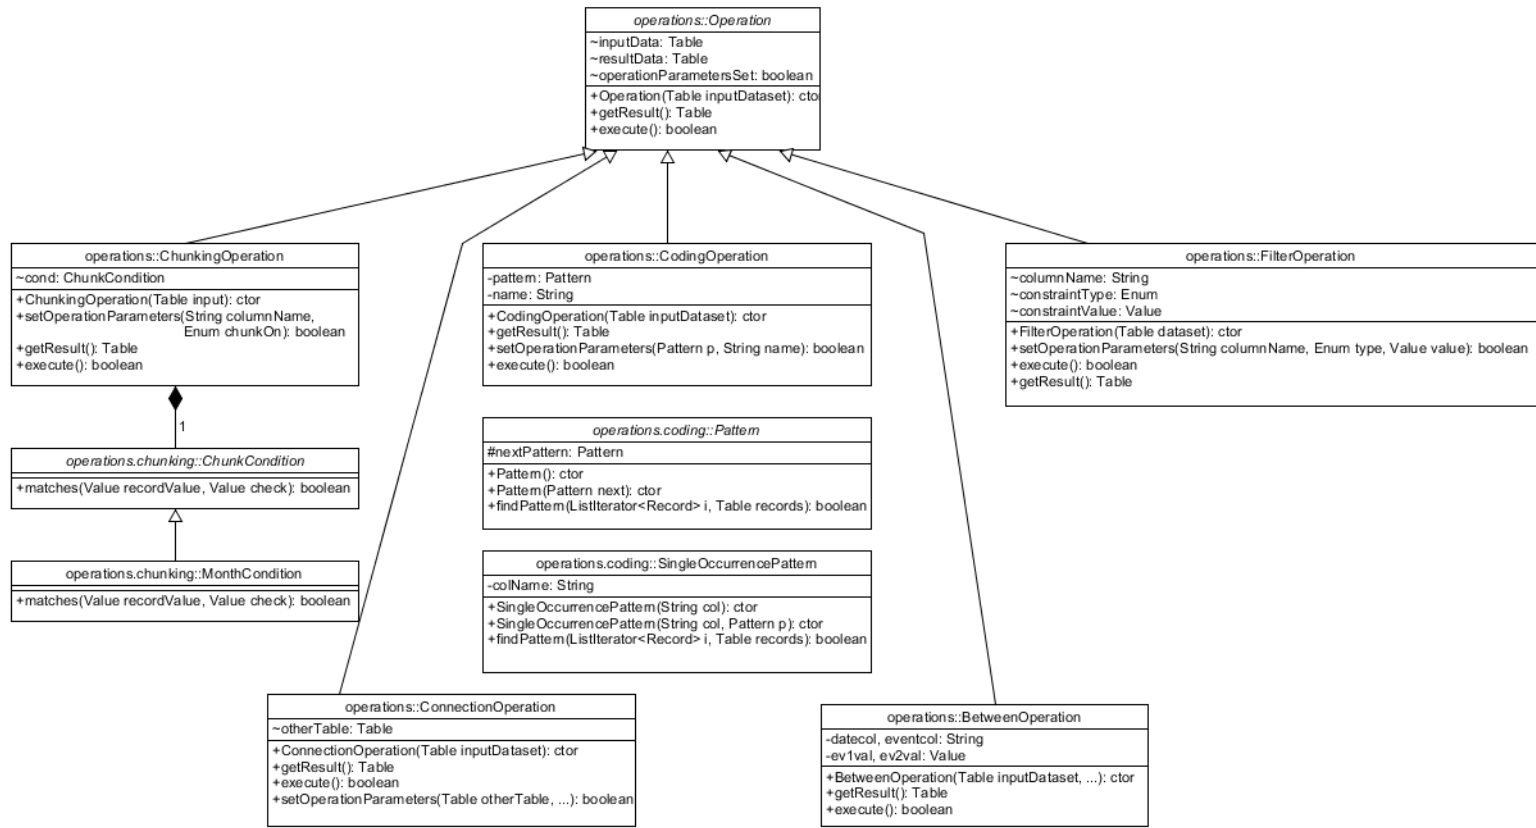 operations::Operation
~inputData: Table
~resultData: Table
~operationParametersSet: boolean
+Operation(Table inputDataset): cto
+getResult(): Table
+execute(): boolean
operations::ChunkingOperation
~cond: ChunkCondition
+ChunkingOperation(Table input): ctor
+setOperationParameters(String columnName,
Enum chunkOn): boolean
+getResult(): Table
+execute(): boolean
1
operations.chunking::ChunkCondition
+matches(Value recordValue, Value check): boolean
operations.chunking::MonthCondition
+matches(Value recordValue, Value check): boolean
operations::CodingOperation
-pattern: Pattern
-name: String
+CodingOperation(Table inputDataset): ctor
+getResult(): Table
+setOperationParameters(Pattern p, String name): boolean
+execute(): boolean
operations.coding::Pattern
#nextPattern: Pattern
+Pattern(): ctor
+Pattern(Pattern next): ctor
+findPattern(ListIterator<Record> i, Table records): boolean
operations.coding::SingleOccurrencePattern
-colName: String
+SingleOccurrencePattern(String col): ctor
+SingleOccurrencePattern(String col, Pattern p): ctor
+findPattern(ListIterator<Record> i, Table records): boolean
operations::FilterOperation
~columnName: String
~constraintType: Enum
~constraintValue: Value
+FilterOperation(Table dataset): ctor
+setOperationParameters(String columnName, Enum type, Value value): boolean
+execute(): boolean
+getResult(): Table
operations::ConnectionOperation
~otherTable: Table
+ConnectionOperation(Table inputDataset): ctor
+getResult(): Table
+execute(): boolean
+setOperationParameters(Table otherTable, ...): boolean
operations::BetweenOperation
-datecol, eventcol: String
-ev1val, ev2val: Value
+BetweenOperation(Table inputDataset, ...): ctor
+getResult(): Table
+execute(): boolean